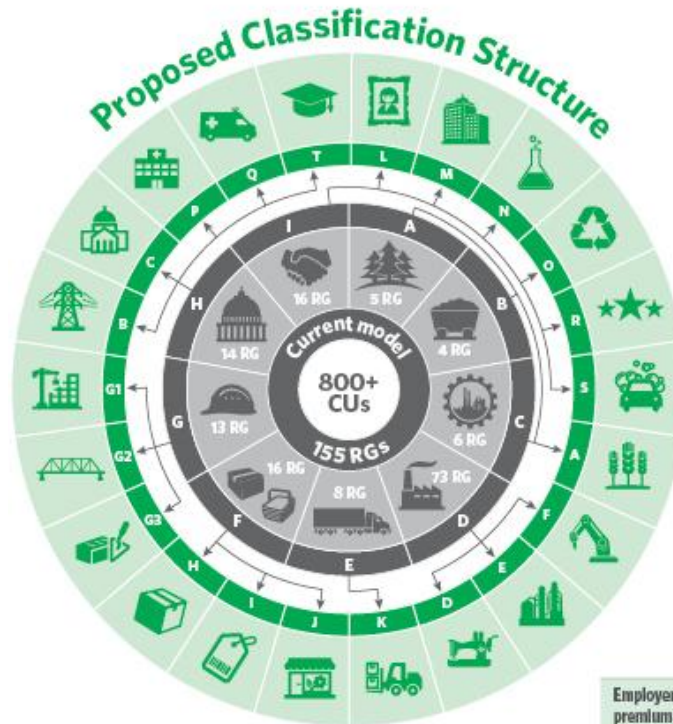 Proposed Classification Structure
T
L
M
N
O
R
S
A
F
E
D
K
J
I
H
G3
G2
G1
B
C
P
Q
I
A
B
C
D
E
F
G
H
16 RG
5 RG
4 RG
6 RG
73 RG
8 RG
16 RG
13 RG
14 RG
Current model
800+
CUs
155 RGs
Employer
premium